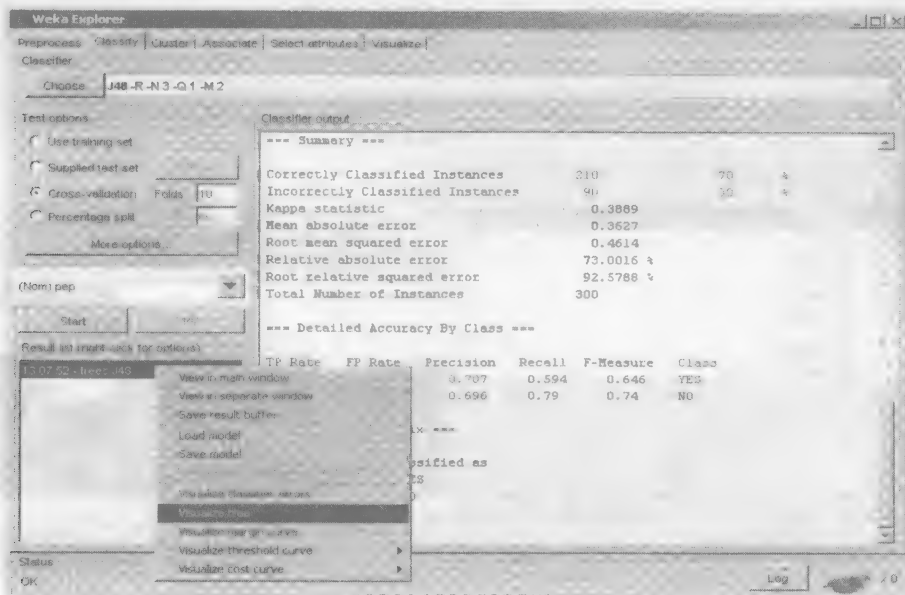 Weka Explorer
Preprocess Classify Cluster Associate Select attributes Visualize
Classifier
Choose J48 -R -N 3 -Q 1 -M 2
Test options
Use training set
Supplied test set
Cross-validation Folds 10
Percentage split
More options...
(Nom) pep
Start
Result list (right-click for options)
13:07:52 - trees.J48
Classifier output
=== Summary ===
Correctly Classified Instances 210 70 %
Incorrectly Classified Instances 90 30 %
Kappa statistic 0.3889
Mean absolute error 0.3627
Root mean squared error 0.4614
Relative absolute error 73.0016 %
Root relative squared error 92.5788 %
Total Number of Instances 300
=== Detailed Accuracy By Class ===
TP Rate FP Rate Precision Recall F-Measure Class
0.707 0.594 0.646 YES
0.696 0.79 0.74 NO
ix ===
ssified as
ES
O
View in main window
View in separate window
Save result buffer
Load model
Save model
Visualize classifier errors
Visualize tree
Visualize margin curve
Visualize threshold curve
Visualize cost curve
Status
OK
Log
x 0